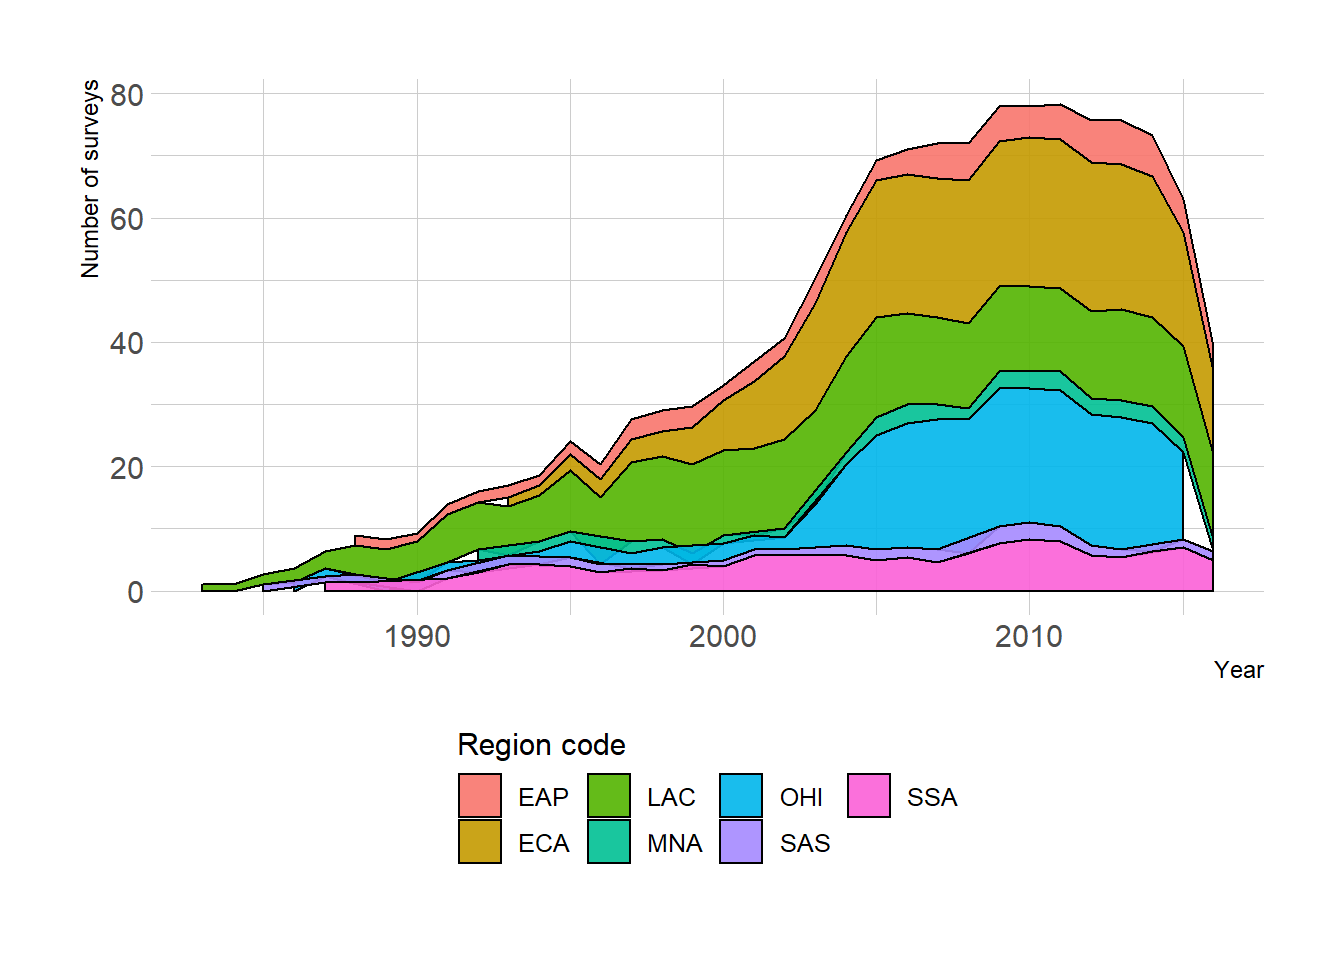 Number of surveys
80
60
40
20
0
1990 2000 2010
Year
Region code
EAP LAC OHI SSA
ECA MNA SAS